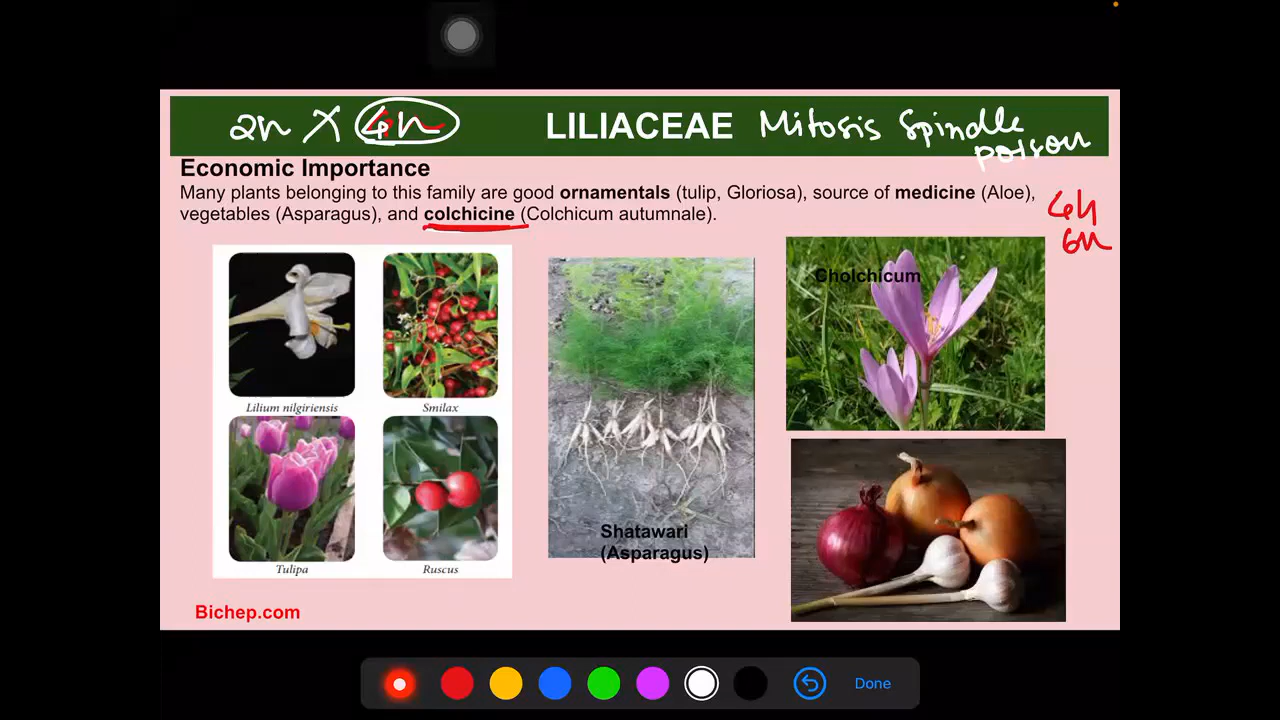 2n X 4n LILIACEAE Mitosis Spindle
poison
Economic Importance
Many plants belonging to this family are good ornamentals (tulip, Gloriosa), source of medicine (Aloe),
vegetables (Asparagus), and colchicine (Colchicum autumnale).
4n
6n
Cholchicum
Lilium nilgiriensis
Smilax
Tulipa
Ruscus
Shatawari
(Asparagus)
Bichep.com
Done